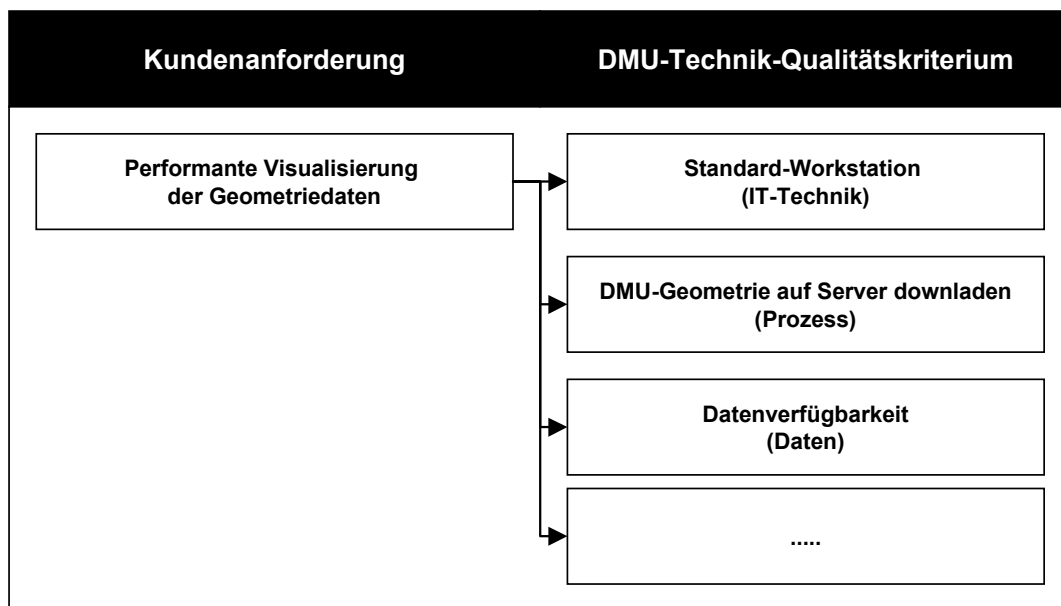 Kundenanforderung
DMU-Technik-Qualitätskriterium
Performante Visualisierung
der Geometriedaten
Standard-Workstation
(IT-Technik)
DMU-Geometrie auf Server downladen
(Prozess)
Datenverfügbarkeit
(Daten)
.....